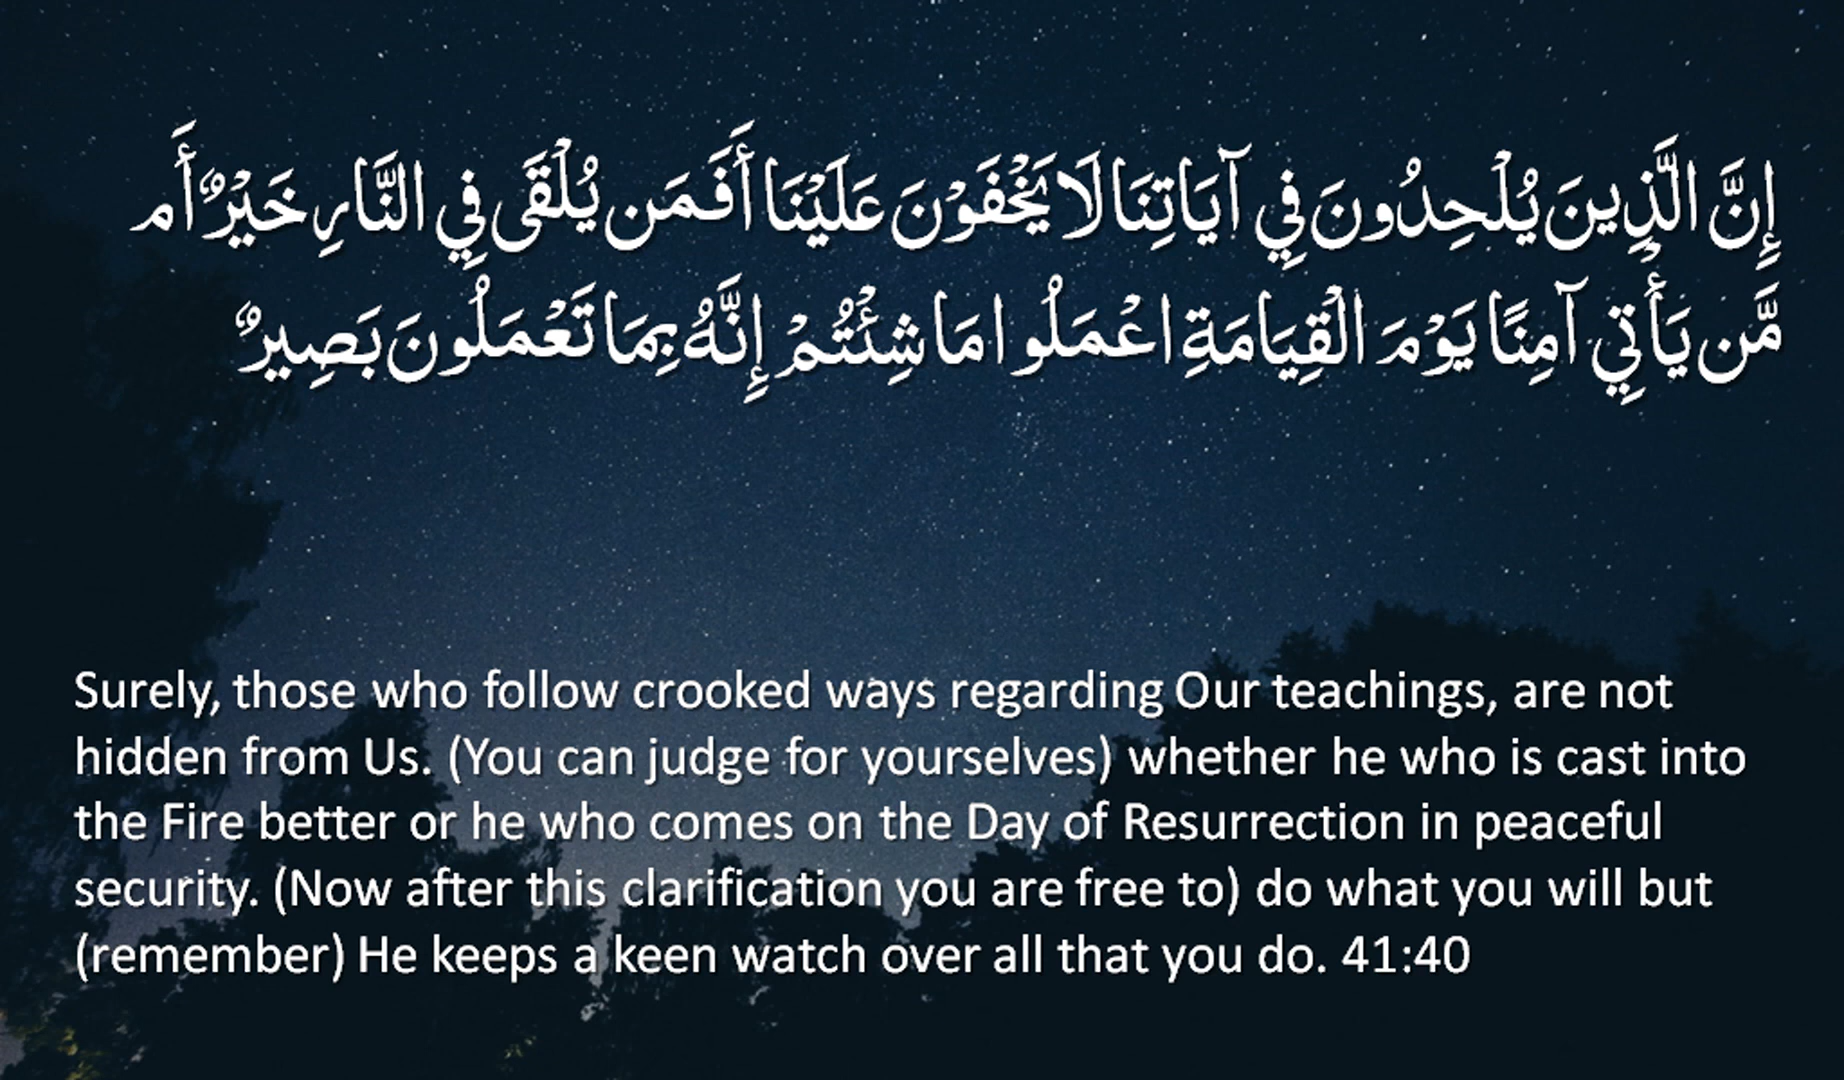 إِنَّ الَّذِينَ يُلْحِدُونَ فِي آيَاتِنَا لَا يَخْفَوْنَ عَلَيْنَا أَفَمَن يُلْقَى فِي النَّارِ خَيْرٌ أَم
مَّن يَأْتِي آمِنًا يَوْمَ الْقِيَامَةِ اعْمَلُوا مَا شِئْتُمْ إِنَّهُ بِمَا تَعْمَلُونَ بَصِيرٌ
Surely, those who follow crooked ways regarding Our teachings, are not
hidden from Us. (You can judge for yourselves) whether he who is cast into
the Fire better or he who comes on the Day of Resurrection in peaceful
security. (Now after this clarification you are free to) do what you will but
(remember) He keeps a keen watch over all that you do. 41:40